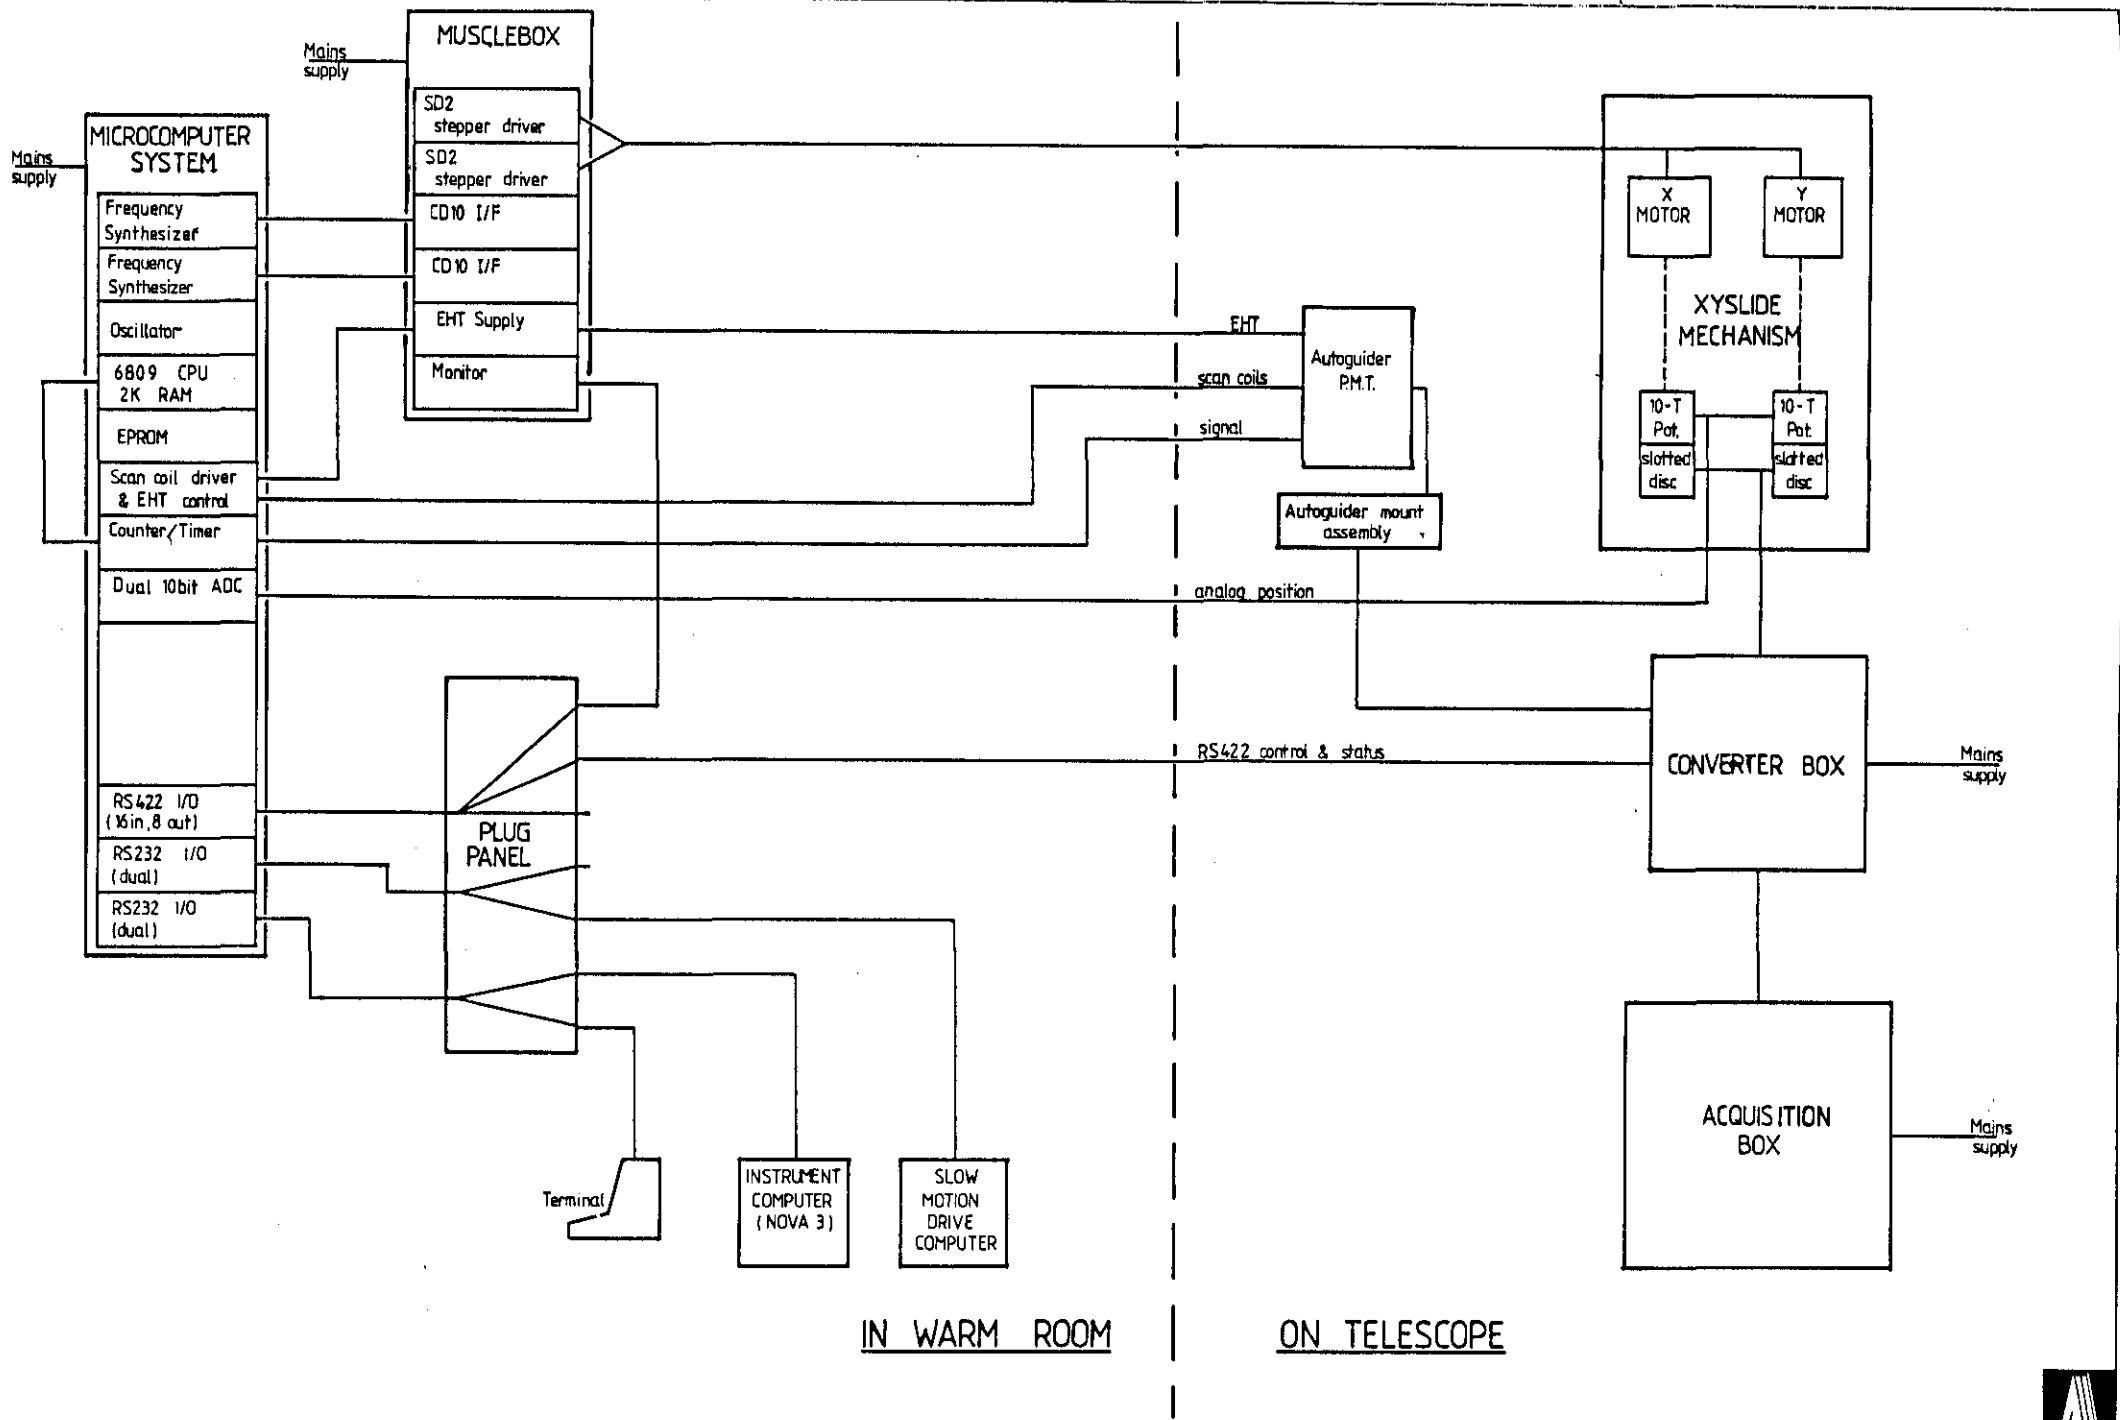 Mains
supply
MUSCLEBOX
SD2
stepper driver
SD2
stepper driver
CD10 I/F
CD10 I/F
EHT Supply
Monitor
Mains
supply
MICROCOMPUTER
SYSTEM
Frequency
Synthesizer
Frequency
Synthesizer
Oscillator
6809 CPU
2K RAM
EPROM
Scan coil driver
& EHT control
Counter/Timer
Dual 10bit ADC
RS422 I/O
(16in,8 out)
RS232 I/O
(dual)
RS232 I/O
(dual)
PLUG
PANEL
Terminal
INSTRUMENT
COMPUTER
(NOVA 3)
SLOW
MOTION
DRIVE
COMPUTER
IN WARM ROOM
EHT
scan coils
signal
analog position
RS422 control & status
Autoguider
P.M.T.
Autoguider mount
assembly
X
MOTOR
Y
MOTOR
XYSLIDE
MECHANISM
10-T
Pot.
slotted
disc
10-T
Pot.
slotted
disc
CONVERTER BOX
Mains
supply
ACQUISITION
BOX
Mains
supply
ON TELESCOPE